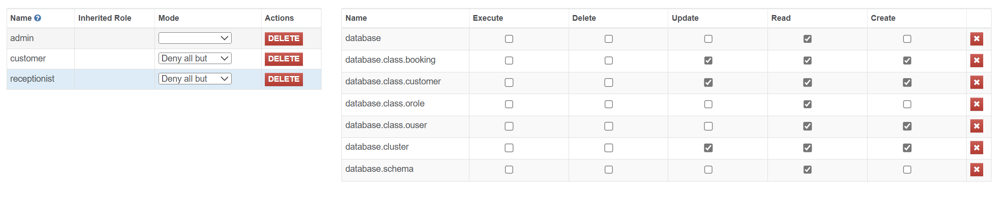 Name Inherited Role Mode Actions
admin DELETE
customer Deny all but DELETE
receptionist Deny all but DELETE
Name Execute Delete Update Read Create
database
database.class.booking
database.class.customer
database.class.orole
database.class.ouser
database.cluster
database.schema